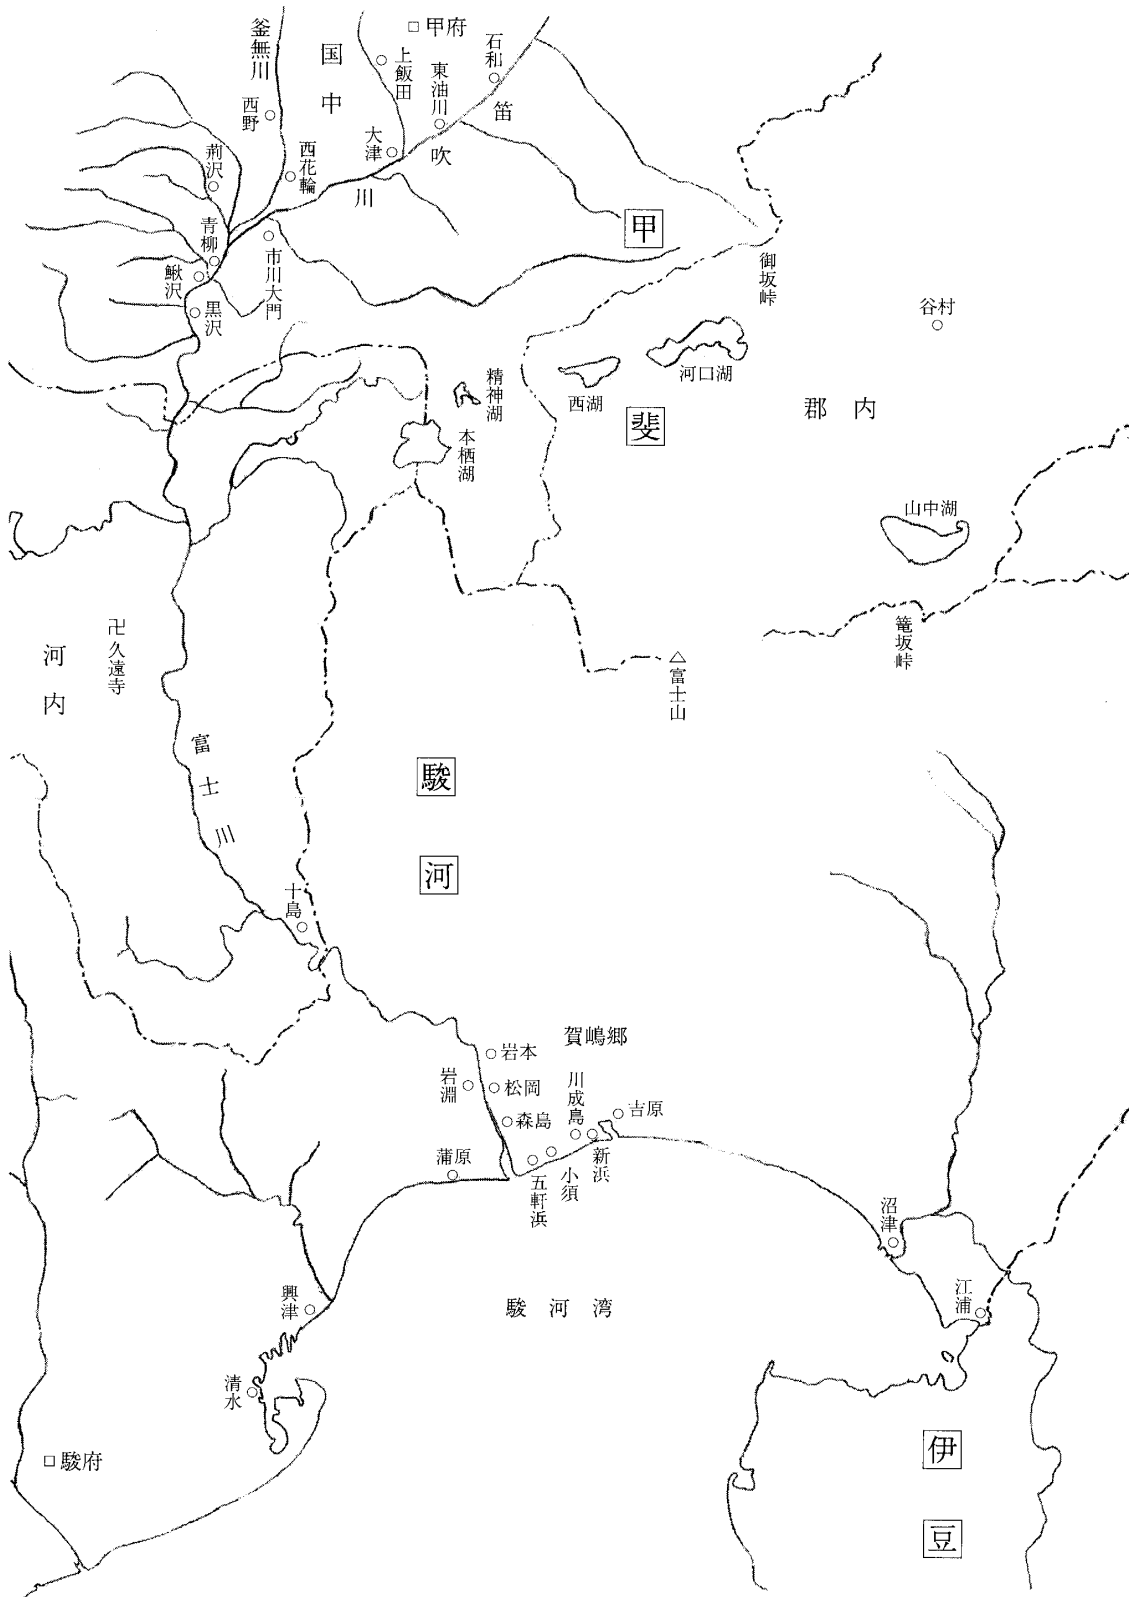 □甲府
釜無川
国中
上飯田
石和
東油川
笛吹川
西野
大津
西花輪
荊沢
青柳
鰍沢
市川大門
黒沢
甲斐
御坂峠
谷村
河口湖
西湖
精神湖
本栖湖
郡内
山中湖
籠坂峠
卍久遠寺
河内
△富士山
富士川
駿河
十島
賀嶋郷
岩本
岩淵
松岡
川成島
吉原
森島
新浜
蒲原
小須
五軒浜
沼津
江浦
興津
駿河湾
清水
□駿府
伊豆